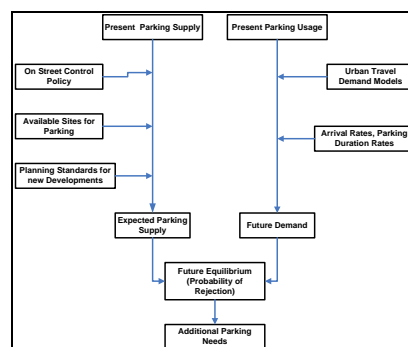 Present Parking Supply
Present Parking Usage
On Street Control
Policy
Urban Travel
Demand Models
Available Sites for
Parking
Arrival Rates, Parking
Duration Rates
Planning Standards for
new Developments
Expected Parking
Supply
Future Demand
Future Equilibrium
(Probability of
Rejection)
Additional Parking
Needs